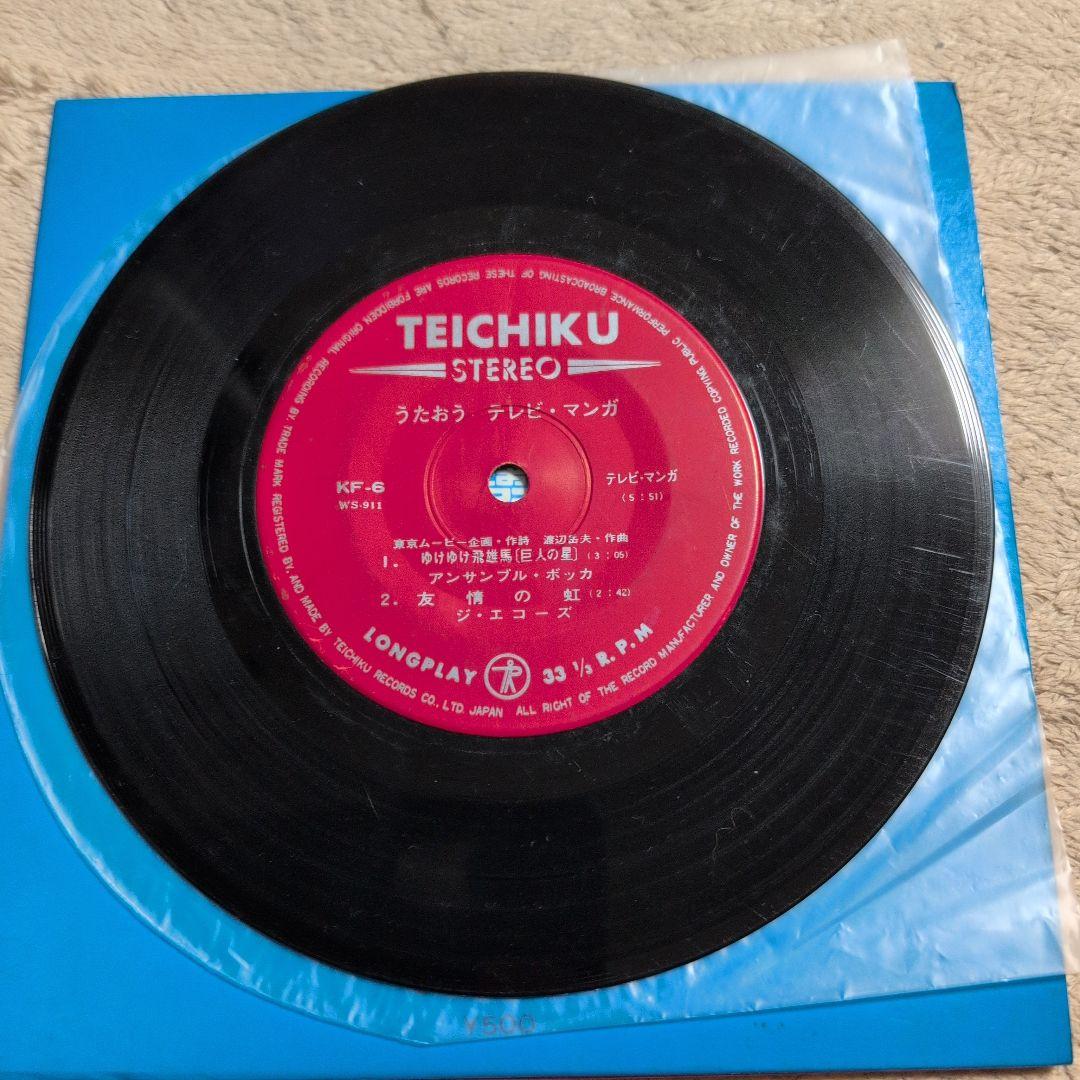 TEICHIKU
STEREO
うたおう テレビ・マンガ
KF-6
WS-911
テレビ・マンガ
(5:51)
東京ムービー企画・作詩 渡辺岳夫・作曲
1. ゆけゆけ飛雄馬〔巨人の星〕(3:05)
アンサンブル・ボッカ
2. 友情の虹(2:42)
ジ・エコーズ
LONGPLAY TR 33 1/3 R.P.M
ORIGINAL RECORDING BY TRADE MARK REGISTERED BY AND MADE BY TEICHIKU RECORDS CO., LTD. JAPAN ALL RIGHT OF THE RECORD MANUFACTURER AND OWNER OF THE WORK RECORDED COPYING PUBLIC PERFORMANCE BROADCASTING OF THESE RECORDS ARE FORBIDDEN
¥500